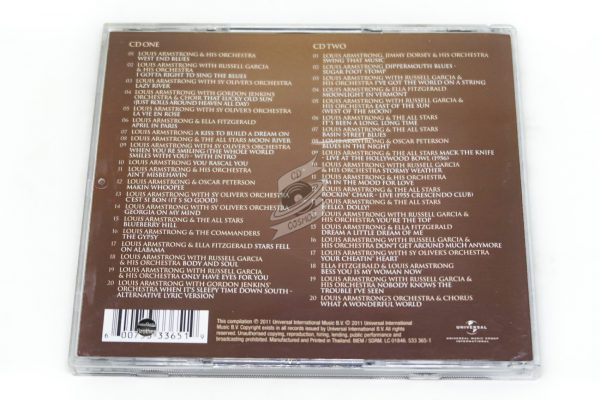 CD ONE
01 LOUIS ARMSTRONG & HIS ORCHESTRA
WEST END BLUES
02 LOUIS ARMSTRONG WITH RUSSELL GARCIA
& HIS ORCHESTRA
I GOTTA RIGHT TO SING THE BLUES
03 LOUIS ARMSTRONG WITH SY OLIVER'S ORCHESTRA
LAZY RIVER
04 LOUIS ARMSTRONG WITH GORDON JENKINS
ORCHESTRA & CHOIR THAT LUCKY OLD SUN
(JUST ROLLS AROUND HEAVEN ALL DAY)
05 LOUIS ARMSTRONG WITH SY OLIVER'S ORCHESTRA
LA VIE EN ROSE
06 LOUIS ARMSTRONG & ELLA FITZGERALD
APRIL IN PARIS
07 LOUIS ARMSTRONG A KISS TO BUILD A DREAM ON
08 LOUIS ARMSTRONG & THE ALL STARS MOON RIVER
09 LOUIS ARMSTRONG WITH SY OLIVER'S ORCHESTRA
WHEN YOU'RE SMILING (THE WHOLE WORLD
SMILES WITH YOU) - WITH INTRO
10 LOUIS ARMSTRONG YOU RASCAL YOU
11 LOUIS ARMSTRONG & HIS ORCHESTRA
AIN'T MISBEHAVIN
12 LOUIS ARMSTRONG & OSCAR PETERSON
MAKIN WHOOPEE
13 LOUIS ARMSTRONG WITH SY OLIVER'S ORCHESTRA
C'EST SI BON (IT'S SO GOOD)
14 LOUIS ARMSTRONG WITH SY OLIVER'S ORCHESTRA
GEORGIA ON MY MIND
15 LOUIS ARMSTRONG & THE ALL STARS
BLUEBERRY HILL
16 LOUIS ARMSTRONG & THE COMMANDERS
THE GYPSY
17 LOUIS ARMSTRONG & ELLA FITZGERALD STARS FELL
ON ALABAMA
18 LOUIS ARMSTRONG WITH RUSSELL GARCIA
& HIS ORCHESTRA BODY AND SOUL
19 LOUIS ARMSTRONG WITH RUSSELL GARCIA & HIS
ORCHESTRA I ONLY HAVE EYES FOR YOU
20 LOUIS ARMSTRONG WITH GORDON JENKINS'
ORCHESTRA WHEN IT'S SLEEPY TIME DOWN SOUTH -
ALTERNATIVE LYRIC VERSION
CD TWO
01 LOUIS ARMSTRONG, JIMMY DORSEY & HIS ORCHESTRA
SWING THAT MUSIC
02 LOUIS ARMSTRONG DIPPERMOUTH BLUES -
SUGAR FOOT STOMP
03 LOUIS ARMSTRONG WITH RUSSELL GARCIA &
HIS ORCHESTRA I'VE GOT THE WORLD ON A STRING
04 LOUIS ARMSTRONG & ELLA FITZGERALD
MOONLIGHT IN VERMONT
05 LOUIS ARMSTRONG WITH RUSSELL GARCIA &
HIS ORCHESTRA EAST OF THE SUN
(WEST OF THE MOON)
06 LOUIS ARMSTRONG & THE ALL STARS
IT'S BEEN A LONG, LONG TIME
07 LOUIS ARMSTRONG & THE ALL STARS
BASIN STREET BLUES
08 LOUIS ARMSTRONG & OSCAR PETERSON
BLUES IN THE NIGHT
09 LOUIS ARMSTRONG & THE ALL STARS MACK THE KNIFE
- LIVE AT THE HOLLYWOOD BOWL (1956)
10 LOUIS ARMSTRONG WITH RUSSELL GARCIA
& HIS ORCHESTRA STORMY WEATHER
11 LOUIS ARMSTRONG & HIS ORCHESTRA
I'M IN THE MOOD FOR LOVE
12 LOUIS ARMSTRONG & THE ALL STARS
ROCKIN' CHAIR - LIVE (1955 CRESCENDO CLUB)
13 LOUIS ARMSTRONG & THE ALL STARS
HELLO, DOLLY!
14 LOUIS ARMSTRONG WITH RUSSELL GARCIA &
HIS ORCHESTRA YOU'RE THE TOP
15 LOUIS ARMSTRONG & ELLA FITZGERALD
DREAM A LITTLE DREAM OF ME
16 LOUIS ARMSTRONG WITH RUSSELL GARCIA &
HIS ORCHESTRA DON'T GET AROUND MUCH ANYMORE
17 LOUIS ARMSTRONG WITH SY OLIVER'S ORCHESTRA
YOUR CHEATIN' HEART
18 ELLA FITZGERALD & LOUIS ARMSTRONG
BESS YOU IS MY WOMAN NOW
19 LOUIS ARMSTRONG WITH RUSSELL GARCIA &
HIS ORCHESTRA NOBODY KNOWS THE
TROUBLE I'VE SEEN
20 LOUIS ARMSTRONG'S ORCHESTRA & CHORUS
WHAT A WONDERFUL WORLD
CD
COSMOS
33651
This compilation ℗ 2011 Universal International Music B.V. © 2011 Universal International
Music B.V. Copyright exists in all records issued by Universal International B.V. All rights
reserved. Unauthorised copying, reproduction, hiring, lending, public performance and
broadcasting prohibited. Manufactured and Printed in Thailand. BIEM / SDRM. LC 01846. 533 365-1
UNIVERSAL
UNIVERSAL MUSIC GROUP
INTERNATIONAL